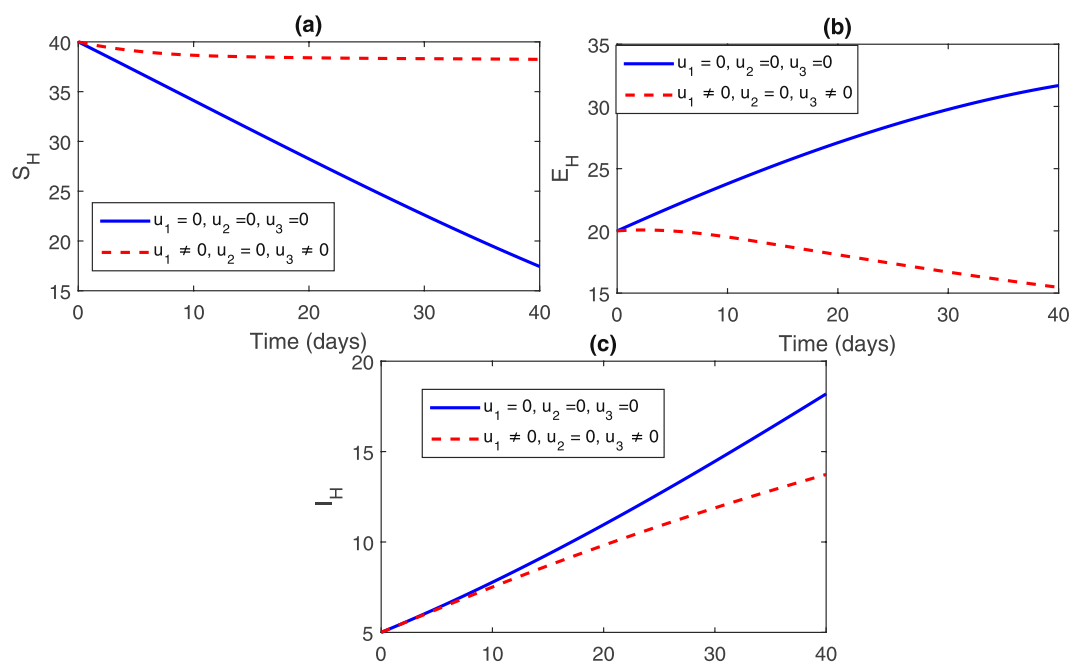 (a)
40
35
30
25
20
15
S_H
u_1 = 0, u_2 =0, u_3 =0
u_1 ≠ 0, u_2 = 0, u_3 ≠ 0
0 10 20 30 40
Time (days)
(b)
35
30
25
20
15
E_H
u_1 = 0, u_2 =0, u_3 =0
u_1 ≠ 0, u_2 = 0, u_3 ≠ 0
0 10 20 30 40
Time (days)
(c)
20
15
10
5
I_H
u_1 = 0, u_2 =0, u_3 =0
u_1 ≠ 0, u_2 = 0, u_3 ≠ 0
0 10 20 30 40